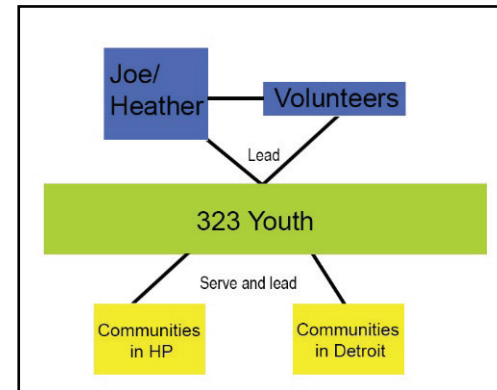 Joe/
Heather
Volunteers
Lead
323 Youth
Serve and lead
Communities
in HP
Communities
in Detroit